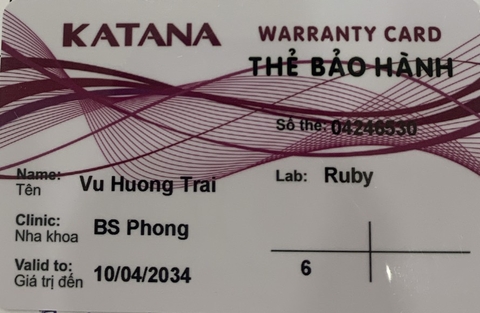 KATANA
WARRANTY CARD
THẺ BẢO HÀNH
Số thẻ: 04246530
Name:
Tên
Vu Huong Trai
Lab: Ruby
Clinic:
Nha khoa
BS Phong
Valid to:
Giá trị đến
10/04/2034
6